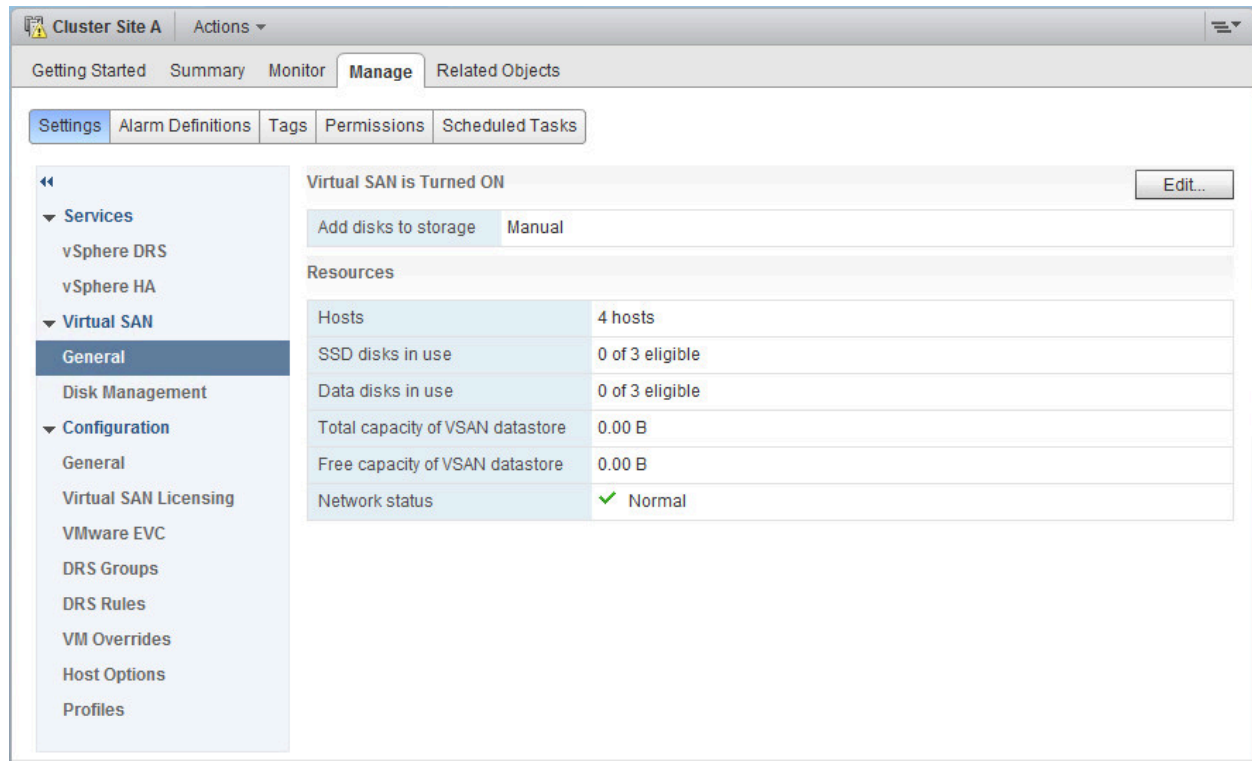 Cluster Site A Actions
Getting Started Summary Monitor Manage Related Objects
Settings Alarm Definitions Tags Permissions Scheduled Tasks
Services
vSphere DRS
vSphere HA
Virtual SAN
General
Disk Management
Configuration
General
Virtual SAN Licensing
VMware EVC
DRS Groups
DRS Rules
VM Overrides
Host Options
Profiles
Virtual SAN is Turned ON Edit...
Add disks to storage Manual
Resources
Hosts 4 hosts
SSD disks in use 0 of 3 eligible
Data disks in use 0 of 3 eligible
Total capacity of VSAN datastore 0.00 B
Free capacity of VSAN datastore 0.00 B
Network status Normal